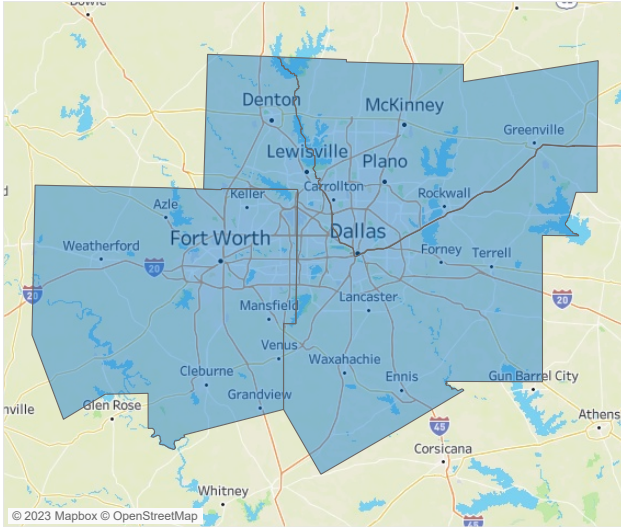 Bowie
Denton
McKinney
Greenville
Lewisville
Plano
Carrollton
Rockwall
Azle
Keller
Fort Worth
Dallas
Weatherford
20
Forney
Terrell
20
20
Mansfield
Lancaster
Venus
Waxahachie
Cleburne
Ennis
Gun Barrel City
Grandview
nville
Glen Rose
Athens
45
Corsicana
Whitney
45
© 2023 Mapbox © OpenStreetMap